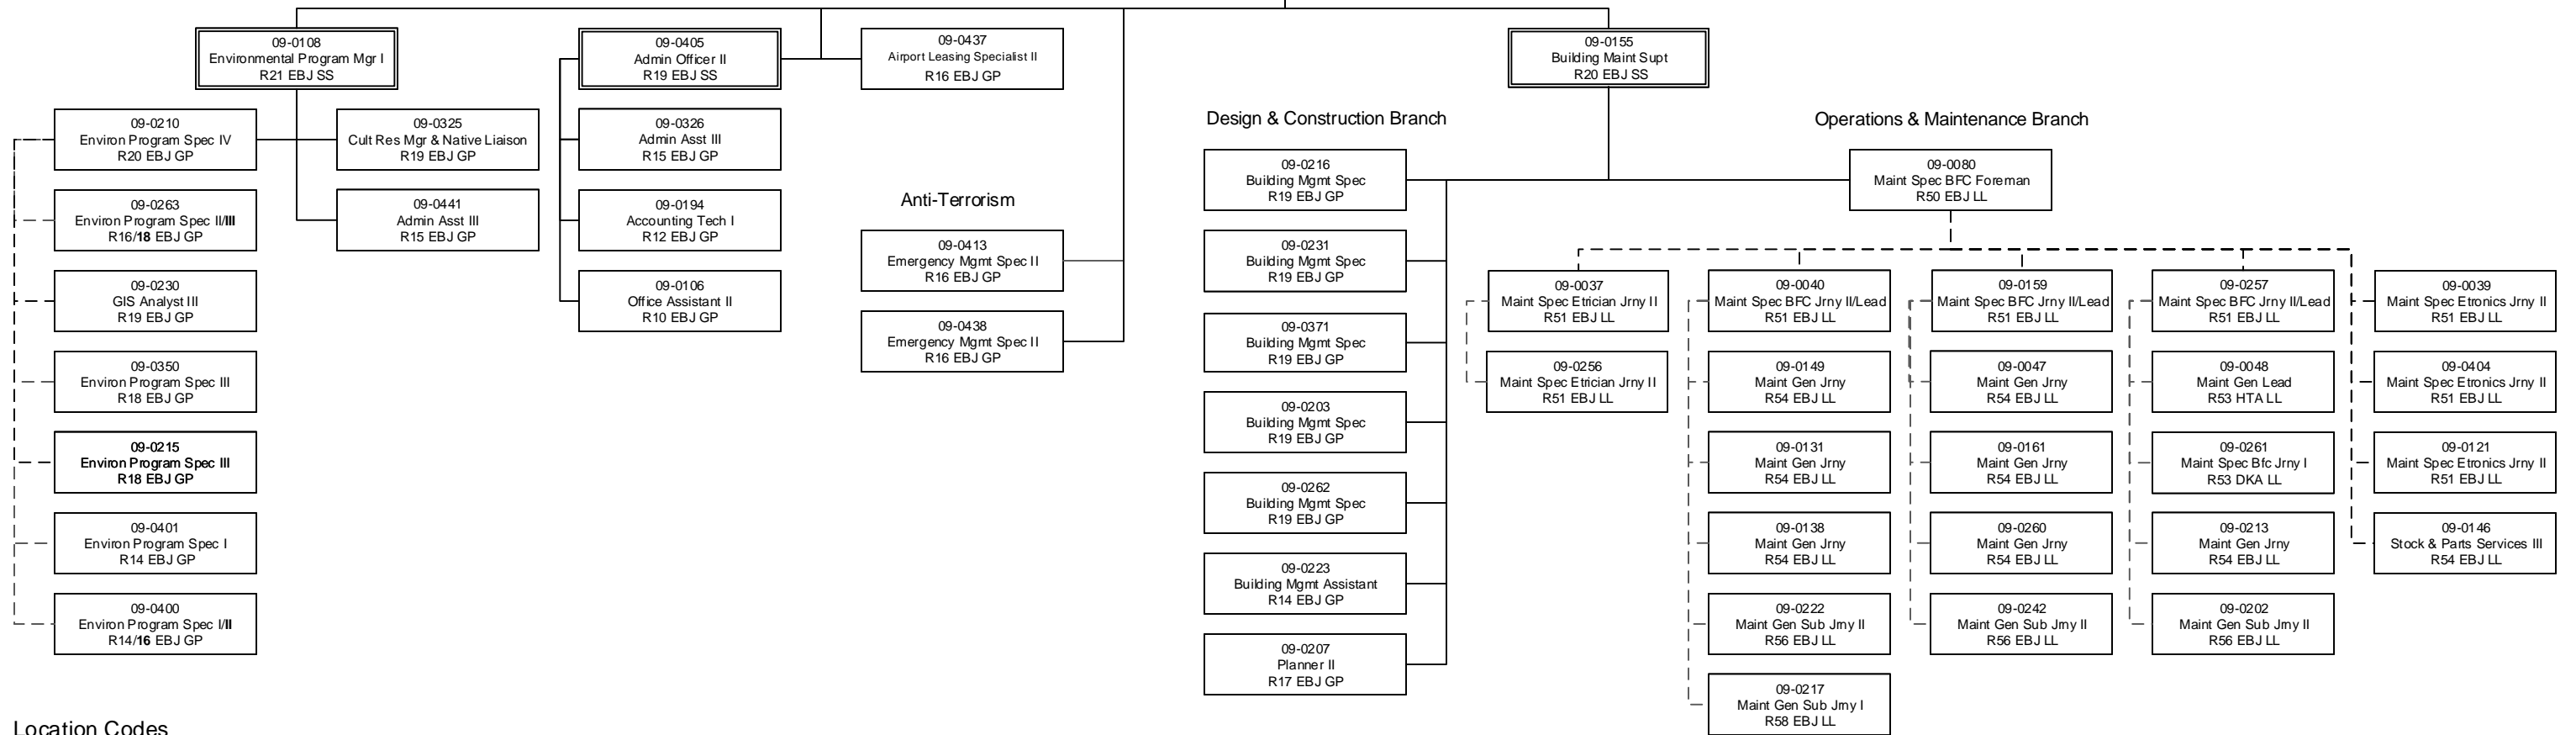 09-0108
Environmental Program Mgr I
R21 EBJ SS
09-0405
Admin Officer II
R19 EBJ SS
09-0437
Airport Leasing Specialist II
R16 EBJ GP
09-0155
Building Maint Supt
R20 EBJ SS
09-0210
Environ Program Spec IV
R20 EBJ GP
09-0263
Environ Program Spec II/III
R16/18 EBJ GP
09-0230
GIS Analyst III
R19 EBJ GP
09-0350
Environ Program Spec III
R18 EBJ GP
09-0215
Environ Program Spec III
R18 EBJ GP
09-0401
Environ Program Spec I
R14 EBJ GP
09-0400
Environ Program Spec I/II
R14/16 EBJ GP
09-0325
Cult Res Mgr & Native Liaison
R19 EBJ GP
09-0441
Admin Asst III
R15 EBJ GP
09-0326
Admin Asst III
R15 EBJ GP
09-0194
Accounting Tech I
R12 EBJ GP
09-0106
Office Assistant II
R10 EBJ GP
Anti-Terrorism
09-0413
Emergency Mgmt Spec II
R16 EBJ GP
09-0438
Emergency Mgmt Spec II
R16 EBJ GP
Design & Construction Branch
09-0216
Building Mgmt Spec
R19 EBJ GP
09-0231
Building Mgmt Spec
R19 EBJ GP
09-0371
Building Mgmt Spec
R19 EBJ GP
09-0203
Building Mgmt Spec
R19 EBJ GP
09-0262
Building Mgmt Spec
R19 EBJ GP
09-0223
Building Mgmt Assistant
R14 EBJ GP
09-0207
Planner II
R17 EBJ GP
Operations & Maintenance Branch
09-0080
Maint Spec BFC Foreman
R50 EBJ LL
09-0037
Maint Spec Etrician Jrny II
R51 EBJ LL
09-0256
Maint Spec Etrician Jrny II
R51 EBJ LL
09-0040
Maint Spec BFC Jrny II/Lead
R51 EBJ LL
09-0149
Maint Gen Jrny
R54 EBJ LL
09-0131
Maint Gen Jrny
R54 EBJ LL
09-0138
Maint Gen Jrny
R54 EBJ LL
09-0222
Maint Gen Sub Jrny II
R56 EBJ LL
09-0217
Maint Gen Sub Jrny I
R58 EBJ LL
09-0159
Maint Spec BFC Jrny II/Lead
R51 EBJ LL
09-0047
Maint Gen Jrny
R54 EBJ LL
09-0161
Maint Gen Jrny
R54 EBJ LL
09-0260
Maint Gen Jrny
R54 EBJ LL
09-0242
Maint Gen Sub Jrny II
R56 EBJ LL
09-0257
Maint Spec BFC Jrny II/Lead
R51 EBJ LL
09-0048
Maint Gen Lead
R53 HTA LL
09-0261
Maint Spec Bfc Jrny I
R53 DKA LL
09-0213
Maint Gen Jrny
R54 EBJ LL
09-0202
Maint Gen Sub Jrny II
R56 EBJ LL
09-0039
Maint Spec Etronics Jrny II
R51 EBJ LL
09-0404
Maint Spec Etronics Jrny II
R51 EBJ LL
09-0121
Maint Spec Etronics Jrny II
R51 EBJ LL
09-0146
Stock & Parts Services III
R54 EBJ LL
Location Codes